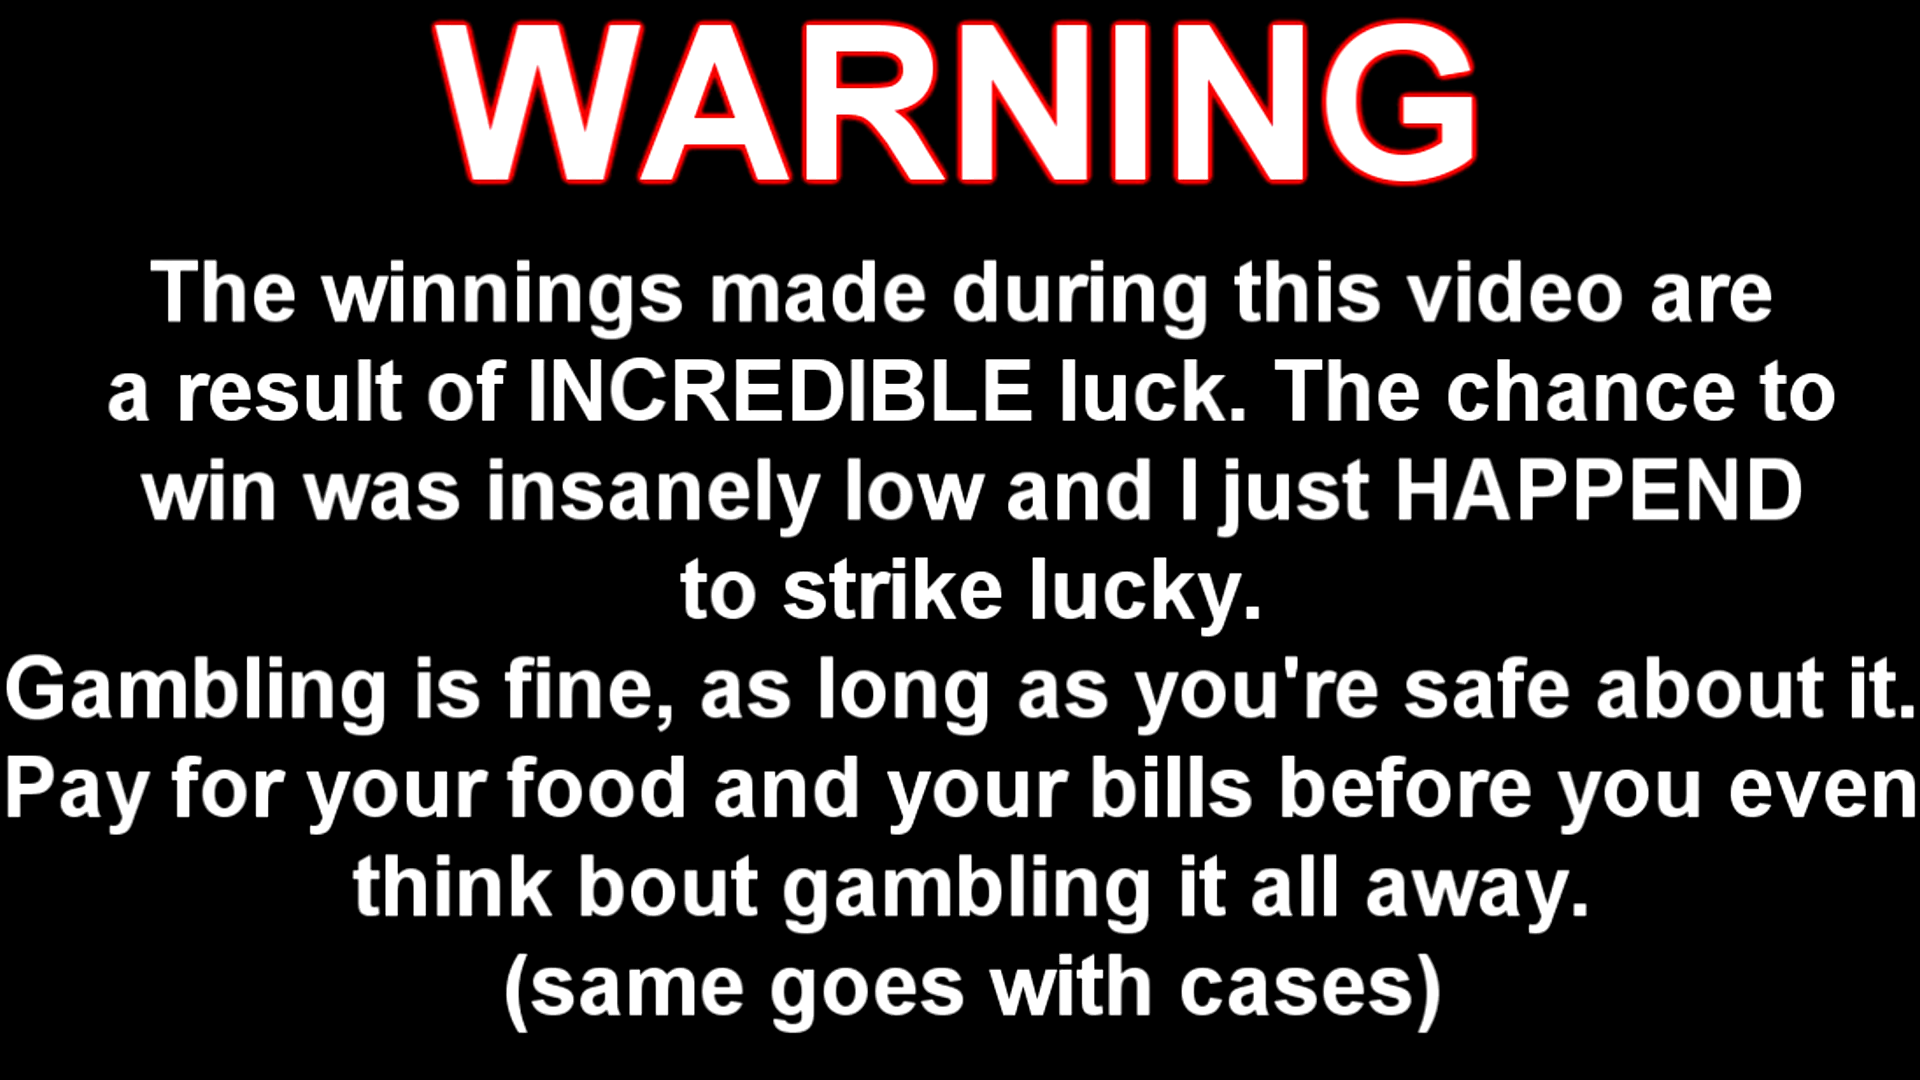 WARNING
The winnings made during this video are
a result of INCREDIBLE luck. The chance to
win was insanely low and I just HAPPEND
to strike lucky.
Gambling is fine, as long as you're safe about it.
Pay for your food and your bills before you even
think bout gambling it all away.
(same goes with cases)